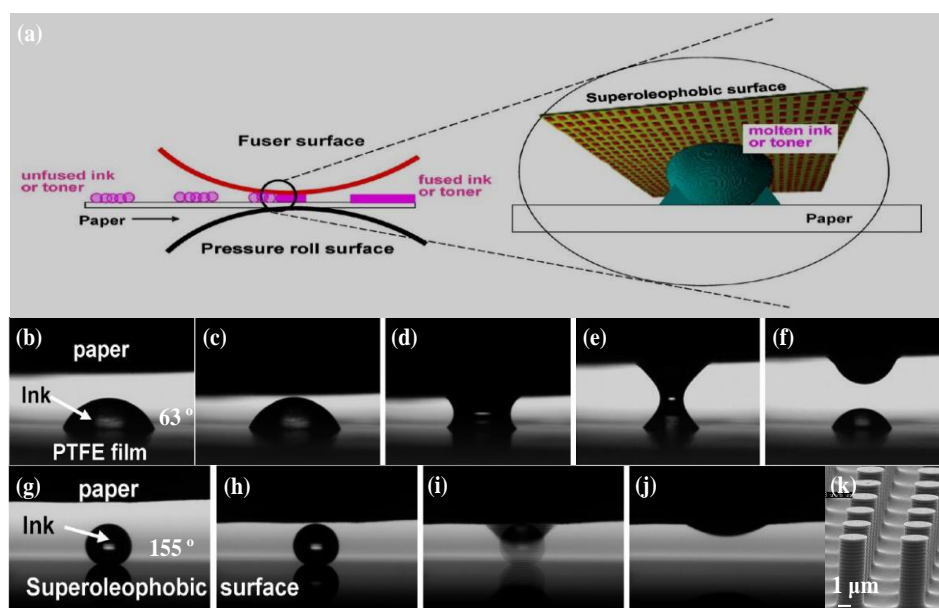 (a)
Superoleophobic surface
Fuser surface
molten ink
or toner
unfused ink
or toner
fused ink
or toner
Paper
Paper
Pressure roll surface
(b)
paper
Ink
63 °
PTFE film
(c)
(d)
(e)
(f)
(g)
paper
Ink
155 °
Superoleophobic surface
(h)
(i)
(j)
(k)
1 μm